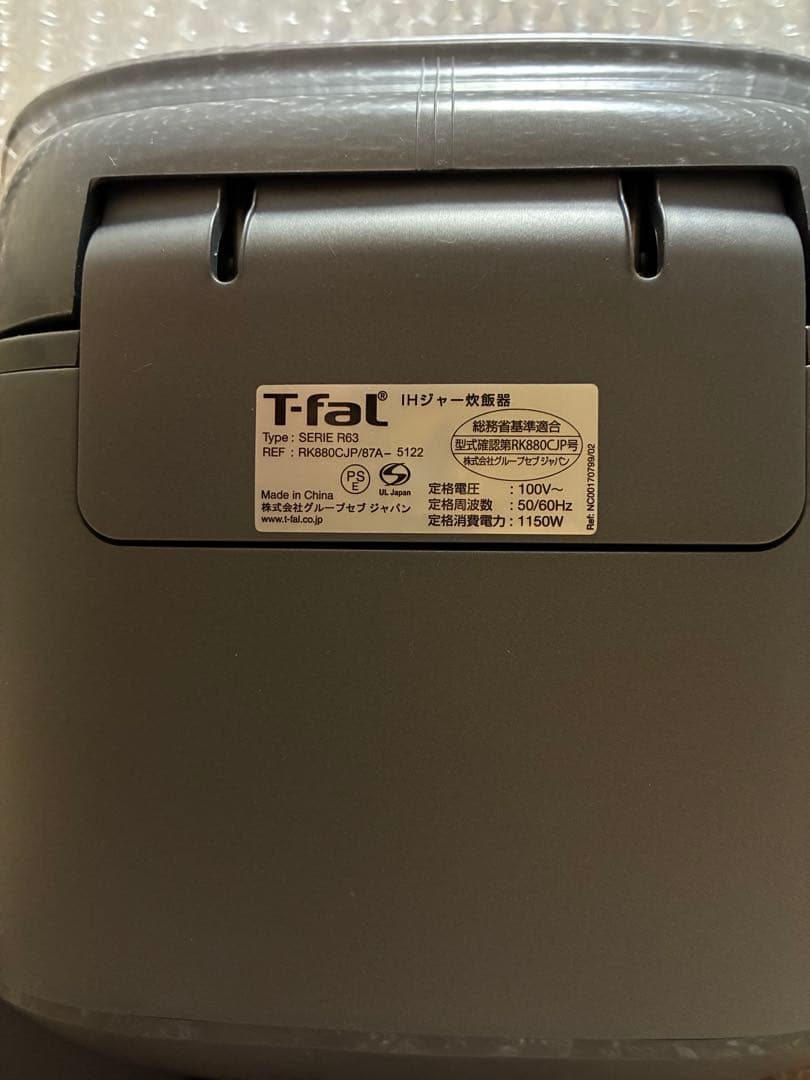 T-fal® IHジャー炊飯器
Type : SERIE R63
REF : RK880CJP/87A- 5122
総務省基準適合
型式確認第RK880CJP号
株式会社グループセブ ジャパン
PS
E
UL Japan
Made in China
株式会社グループセブ ジャパン
www.t-fal.co.jp
定格電圧 : 100V～
定格周波数 : 50/60Hz
定格消費電力 : 1150W
Ref: NC00170799/02